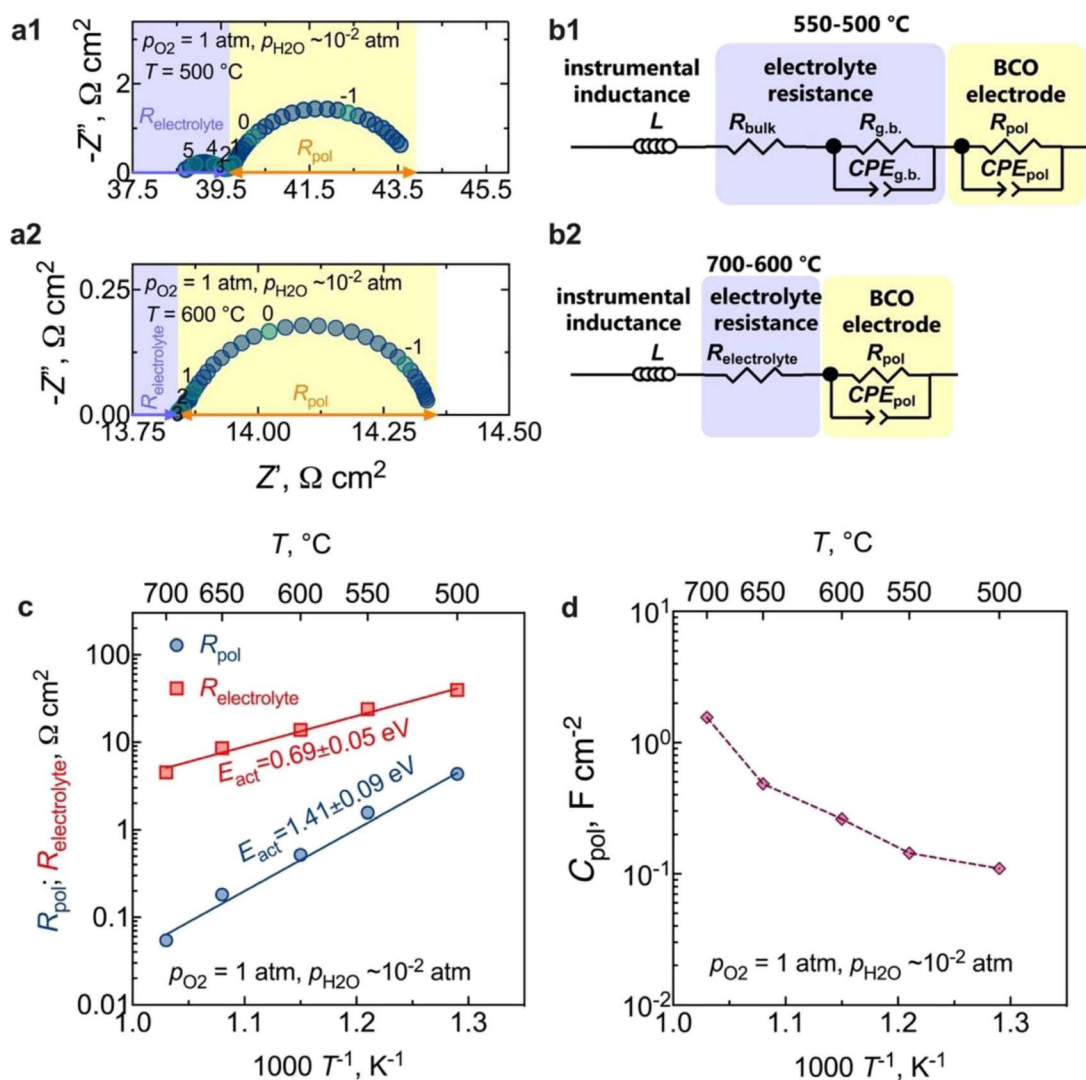 a1
pO2 = 1 atm, pH2O ~10-2 atm
T = 500 °C
Relectrolyte
5 4 3 2 1 0 -1
Rpol
-Z", Ω cm2
2
0
37.5 39.5 41.5 43.5 45.5
b1
550-500 °C
instrumental inductance
electrolyte resistance
BCO electrode
L
Rbulk
Rg.b.
CPEg.b.
Rpol
CPEpol
a2
pO2 = 1 atm, pH2O ~10-2 atm
T = 600 °C
Relectrolyte
3 2 1 0 -1
Rpol
-Z", Ω cm2
0.25
0.00
13.75 14.00 14.25 14.50
Z', Ω cm2
b2
700-600 °C
instrumental inductance
electrolyte resistance
BCO electrode
L
Relectrolyte
Rpol
CPEpol
c
T, °C
700 650 600 550 500
Rpol
Relectrolyte
Eact=0.69±0.05 eV
Eact=1.41±0.09 eV
pO2 = 1 atm, pH2O ~10-2 atm
Rpol; Relectrolyte, Ω cm2
100
10
1
0.1
0.01
1.0 1.1 1.2 1.3
1000 T-1, K-1
d
T, °C
700 650 600 550 500
Cpol, F cm-2
101
100
10-1
10-2
pO2 = 1 atm, pH2O ~10-2 atm
1.0 1.1 1.2 1.3
1000 T-1, K-1